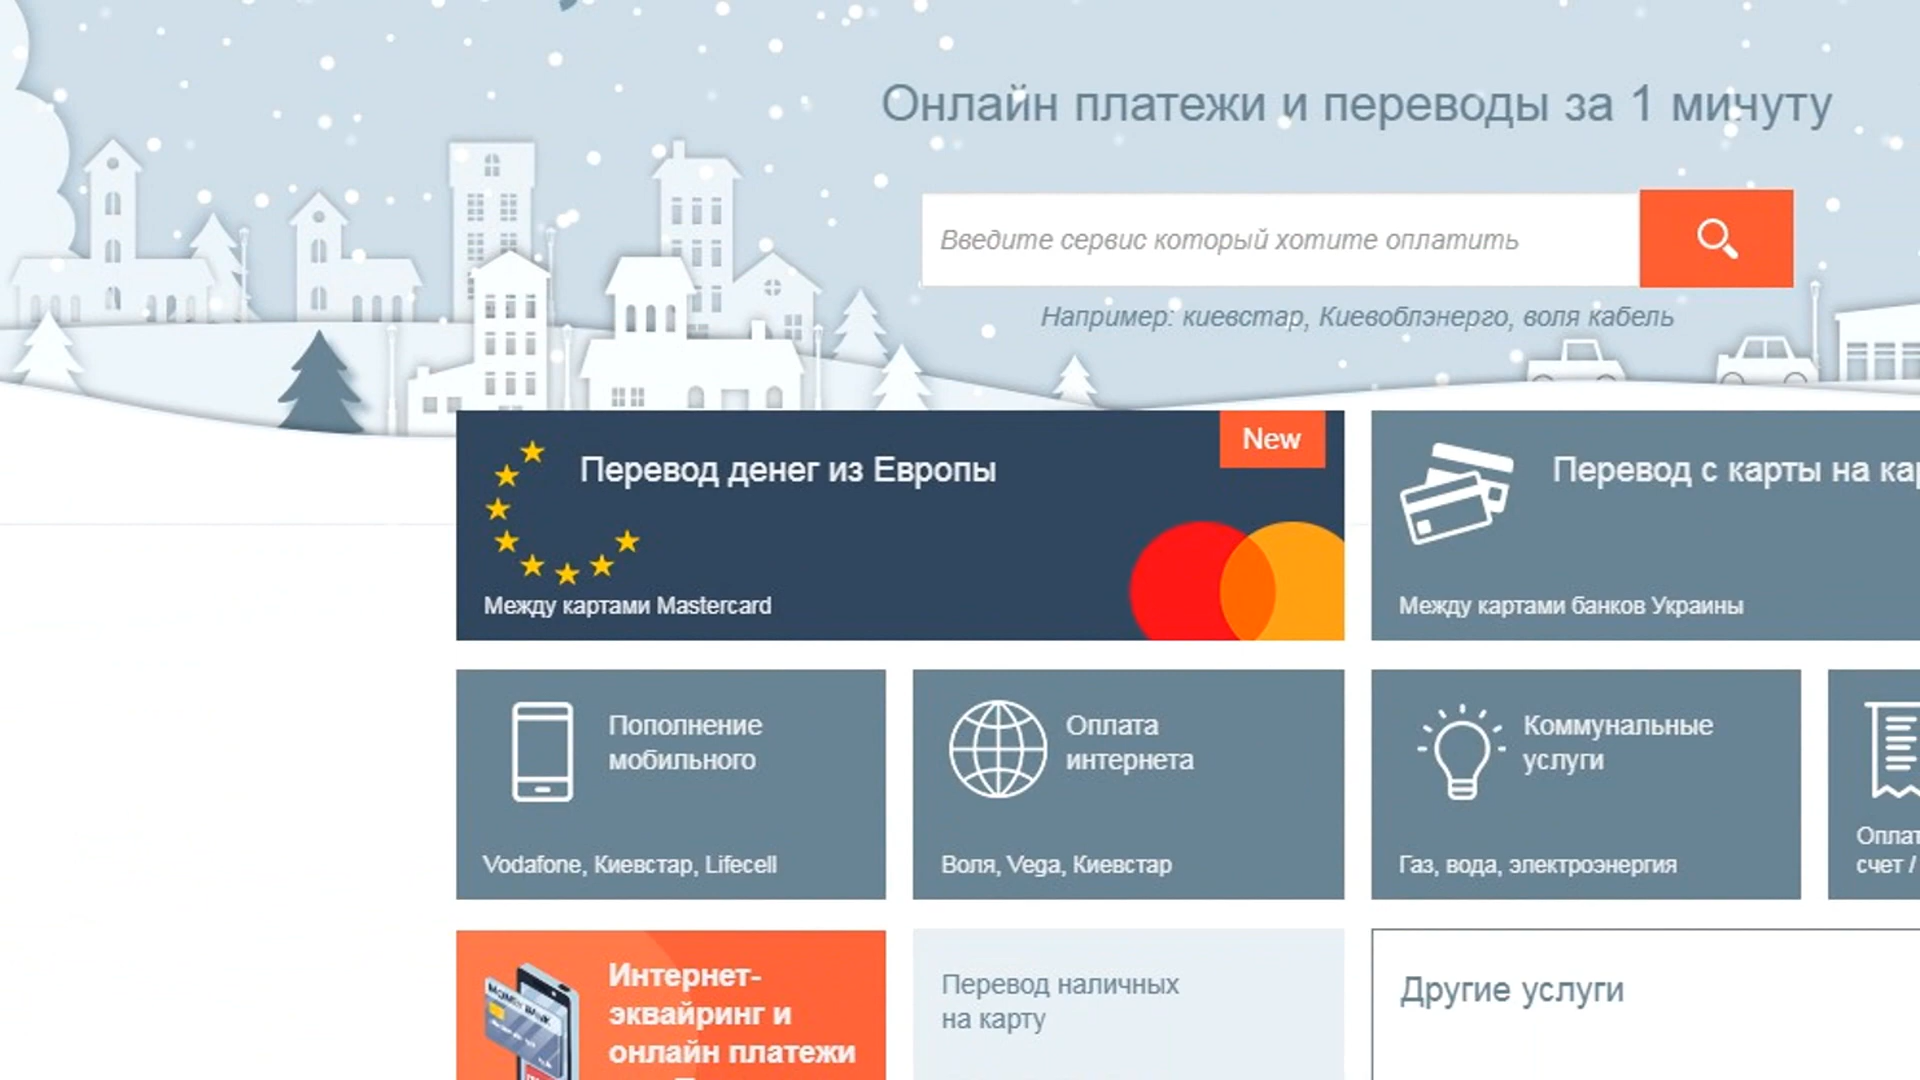 Онлайн платежи и переводы за 1 минуту
Введите сервис который хотите оплатить
Например: киевстар, Киевоблэнерго, воля кабель
Перевод денег из Европы
New
Между картами Mastercard
Перевод с карты на
Между картами банков Украины
Пополнение
мобильного
Vodafone, Киевстар, Lifecell
Оплата
интернета
Воля, Vega, Киевстар
Коммунальные
услуги
Газ, вода, электроэнергия
счет /
Интернет-
эквайринг и
онлайн платежи
Перевод наличных
на карту
Другие услуги